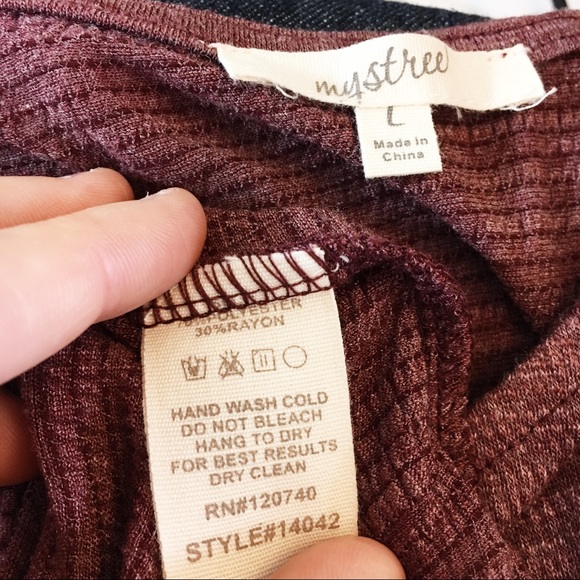 mystree
L
Made in
China
POLYESTER
30%RAYON
HAND WASH COLD
DO NOT BLEACH
HANG TO DRY
FOR BEST RESULTS
DRY CLEAN
RN#120740
STYLE#14042